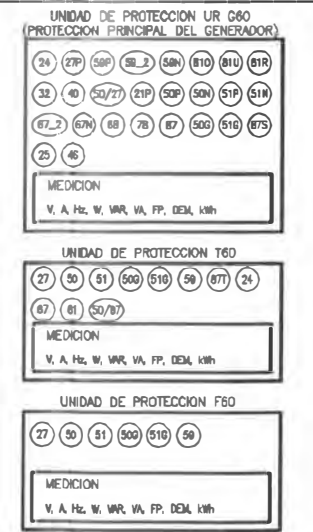 UNIDAD DE PROTECCION UR G60
(PROTECCION PRINCIPAL DEL GENERADOR)
24 27P 59P 59_2 59N 81O 81U 81R
32 40 50/27 21P 50P 50N 51P 51N
67_2 67N 68 78 87 50G 51G 87S
25 46
MEDICION
V, A, Hz, W, VAR, VA, FP, DEM, kWh
UNIDAD DE PROTECCION T60
27 50 51 50G 51G 59 87T 24
67 81 50/87
MEDICION
V, A, Hz, W, VAR, VA, FP, DEM, kWh
UNIDAD DE PROTECCION F60
27 50 51 50G 51G 59
MEDICION
V, A, Hz, W, VAR, VA, FP, DEM, kWh